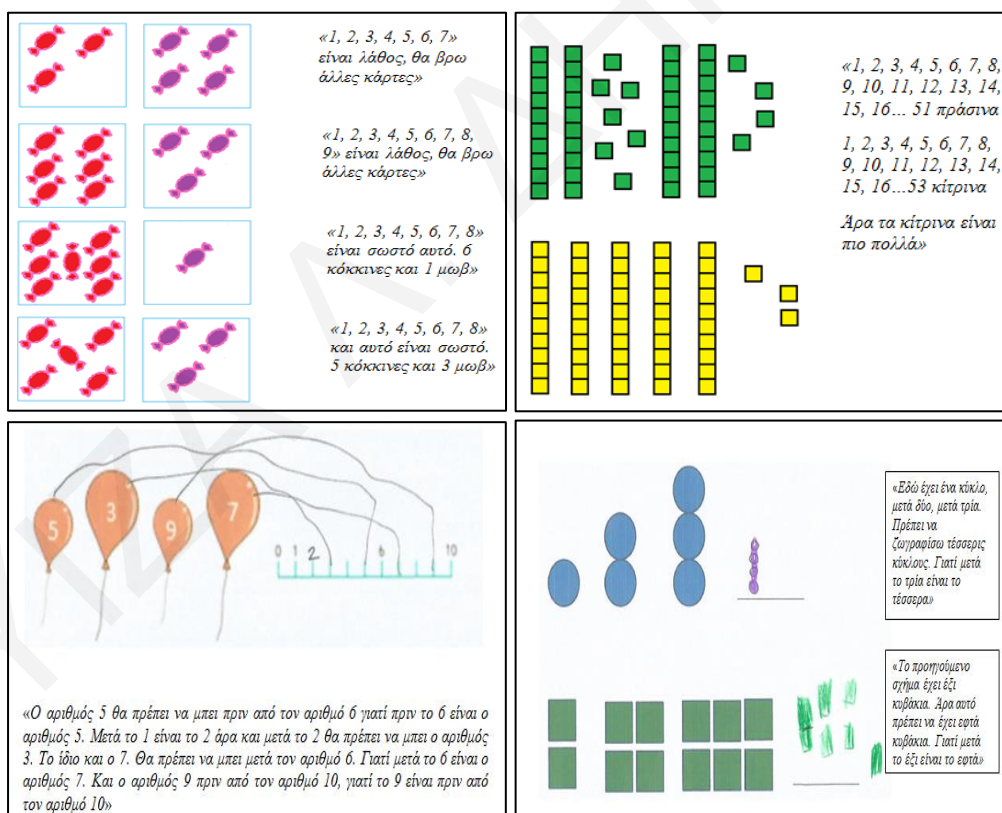 «1, 2, 3, 4, 5, 6, 7»
είναι λάθος, θα βρω
άλλες κάρτες»
«1, 2, 3, 4, 5, 6, 7, 8,
9» είναι λάθος, θα βρω
άλλες κάρτες»
«1, 2, 3, 4, 5, 6, 7, 8»
είναι σωστό αυτό. 6
κόκκινες και 1 μωβ»
«1, 2, 3, 4, 5, 6, 7, 8»
και αυτό είναι σωστό.
5 κόκκινες και 3 μωβ»
«1, 2, 3, 4, 5, 6, 7, 8,
9, 10, 11, 12, 13, 14,
15, 16... 51 πράσινα
1, 2, 3, 4, 5, 6, 7, 8,
9, 10, 11, 12, 13, 14,
15, 16...53 κίτρινα
Άρα τα κίτρινα είναι
πιο πολλά»
5 3 9 7
0 1 2 6 10
«Ο αριθμός 5 θα πρέπει να μπει πριν από τον αριθμό 6 γιατί πριν το 6 είναι ο
αριθμός 5. Μετά το 1 είναι το 2 άρα και μετά το 2 θα πρέπει να μπει ο αριθμός
3. Το ίδιο και ο 7. Θα πρέπει να μπει μετά τον αριθμό 6. Γιατί μετά το 6 είναι ο
αριθμός 7. Και ο αριθμός 9 πριν από τον αριθμό 10, γιατί το 9 είναι πριν από
τον αριθμό 10»
«Εδώ έχει ένα κύκλο,
μετά δύο, μετά τρία.
Πρέπει να
ζωγραφίσω τέσσερις
κύκλους. Γιατί μετά
το τρία είναι το
τέσσερα»
«Το προηγούμενο
σχήμα έχει έξι
κυβάκια. Άρα αυτό
πρέπει να έχει εφτά
κυβάκια. Γιατί μετά
το έξι είναι το εφτά»